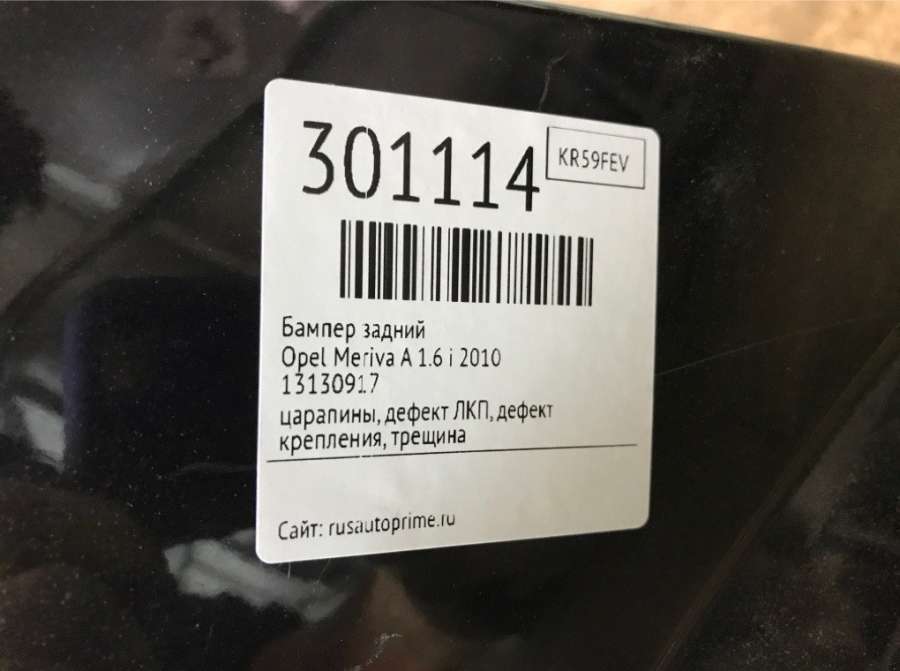 301114
KR59FEV
Бампер задний
Opel Meriva A 1.6 i 2010
13130917
царапины, дефект ЛКП, дефект
крепления, трещина
Сайт: rusautoprime.ru